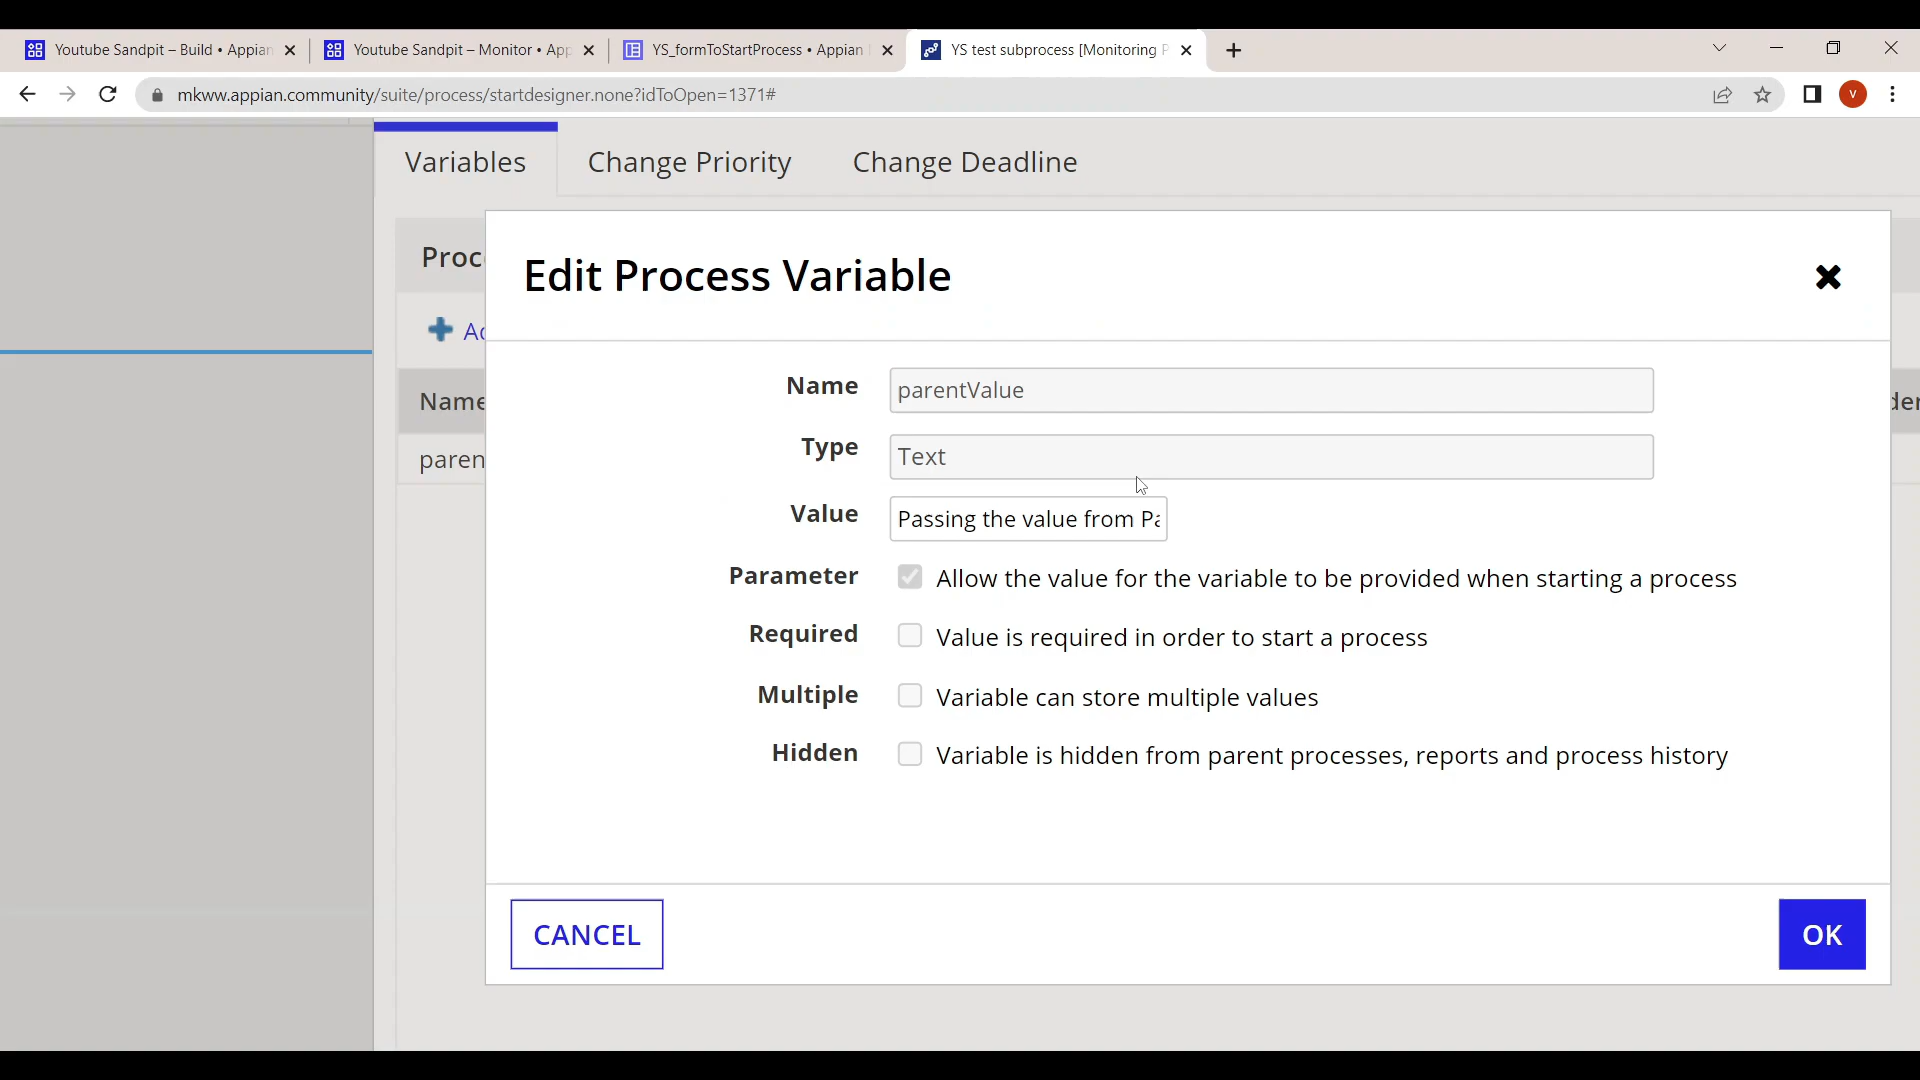 Youtube Sandpit – Build • Appian
Youtube Sandpit – Monitor • App
YS_formToStartProcess • Appian
YS test subprocess [Monitoring P
mkww.appian.community/suite/process/startdesigner.none?idToOpen=1371#
V
Variables
Change Priority
Change Deadline
Proc
Edit Process Variable
Name
parentValue
Type
Text
Value
Passing the value from Pa
Parameter
Allow the value for the variable to be provided when starting a process
Required
Value is required in order to start a process
Multiple
Variable can store multiple values
Hidden
Variable is hidden from parent processes, reports and process history
Name
paren
CANCEL
OK